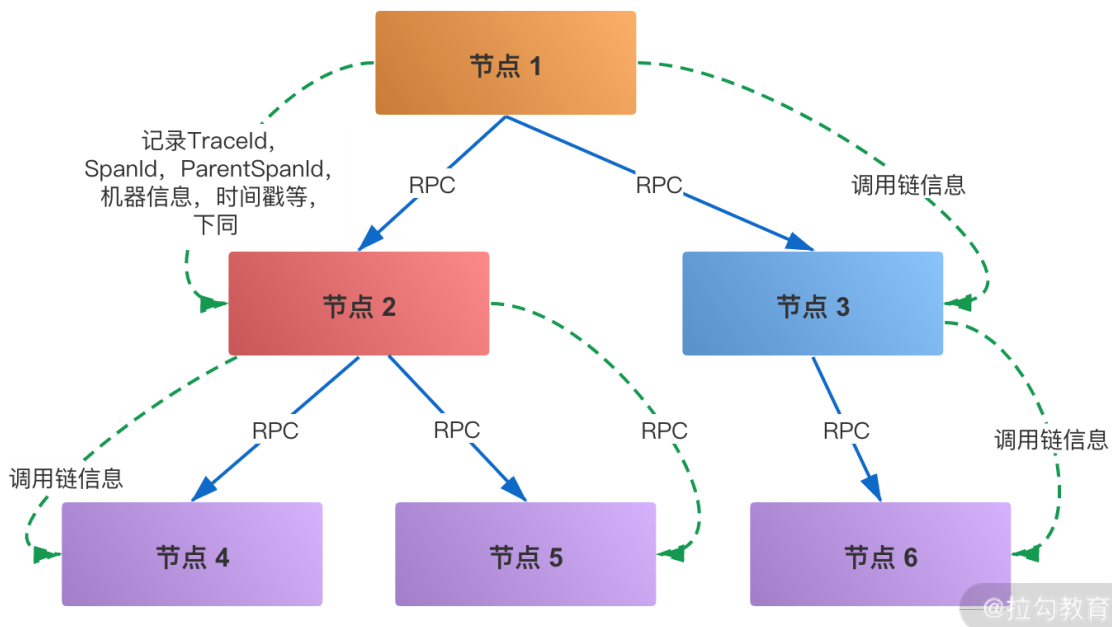 节点 1
记录TraceId,
SpanId, ParentSpanId,
机器信息，时间戳等，
下同
RPC
RPC
调用链信息
节点 2
节点 3
RPC
RPC
RPC
RPC
调用链信息
调用链信息
节点 4
节点 5
节点 6
@拉勾教育